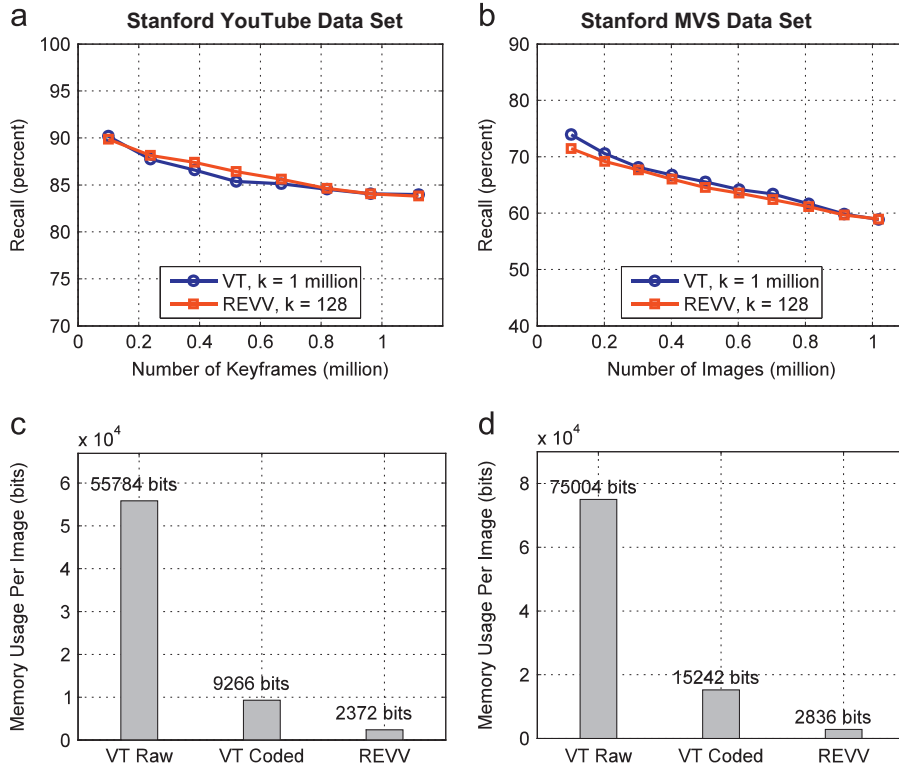 a
Stanford YouTube Data Set
100
95
90
85
80
75
70
Recall (percent)
VT, k = 1 million
REVV, k = 128
0 0.2 0.4 0.6 0.8 1
Number of Keyframes (million)
b
Stanford MVS Data Set
90
80
70
60
50
40
Recall (percent)
VT, k = 1 million
REVV, k = 128
0 0.2 0.4 0.6 0.8 1
Number of Images (million)
c
x 10^4
6
5
4
3
2
1
0
Memory Usage Per Image (bits)
55784 bits
9266 bits
2372 bits
VT Raw VT Coded REVV
d
x 10^4
8
6
4
2
0
Memory Usage Per Image (bits)
75004 bits
15242 bits
2836 bits
VT Raw VT Coded REVV